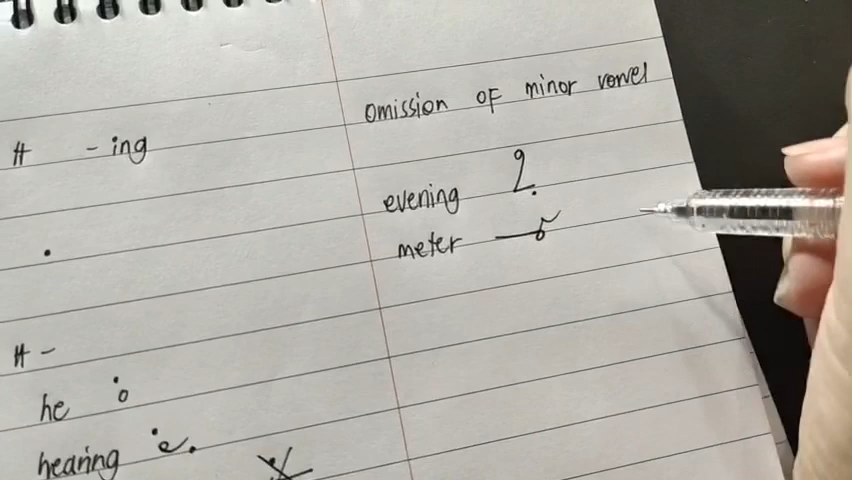 # -ing
# -
he
hearing
omission of minor vowel
evening
meter